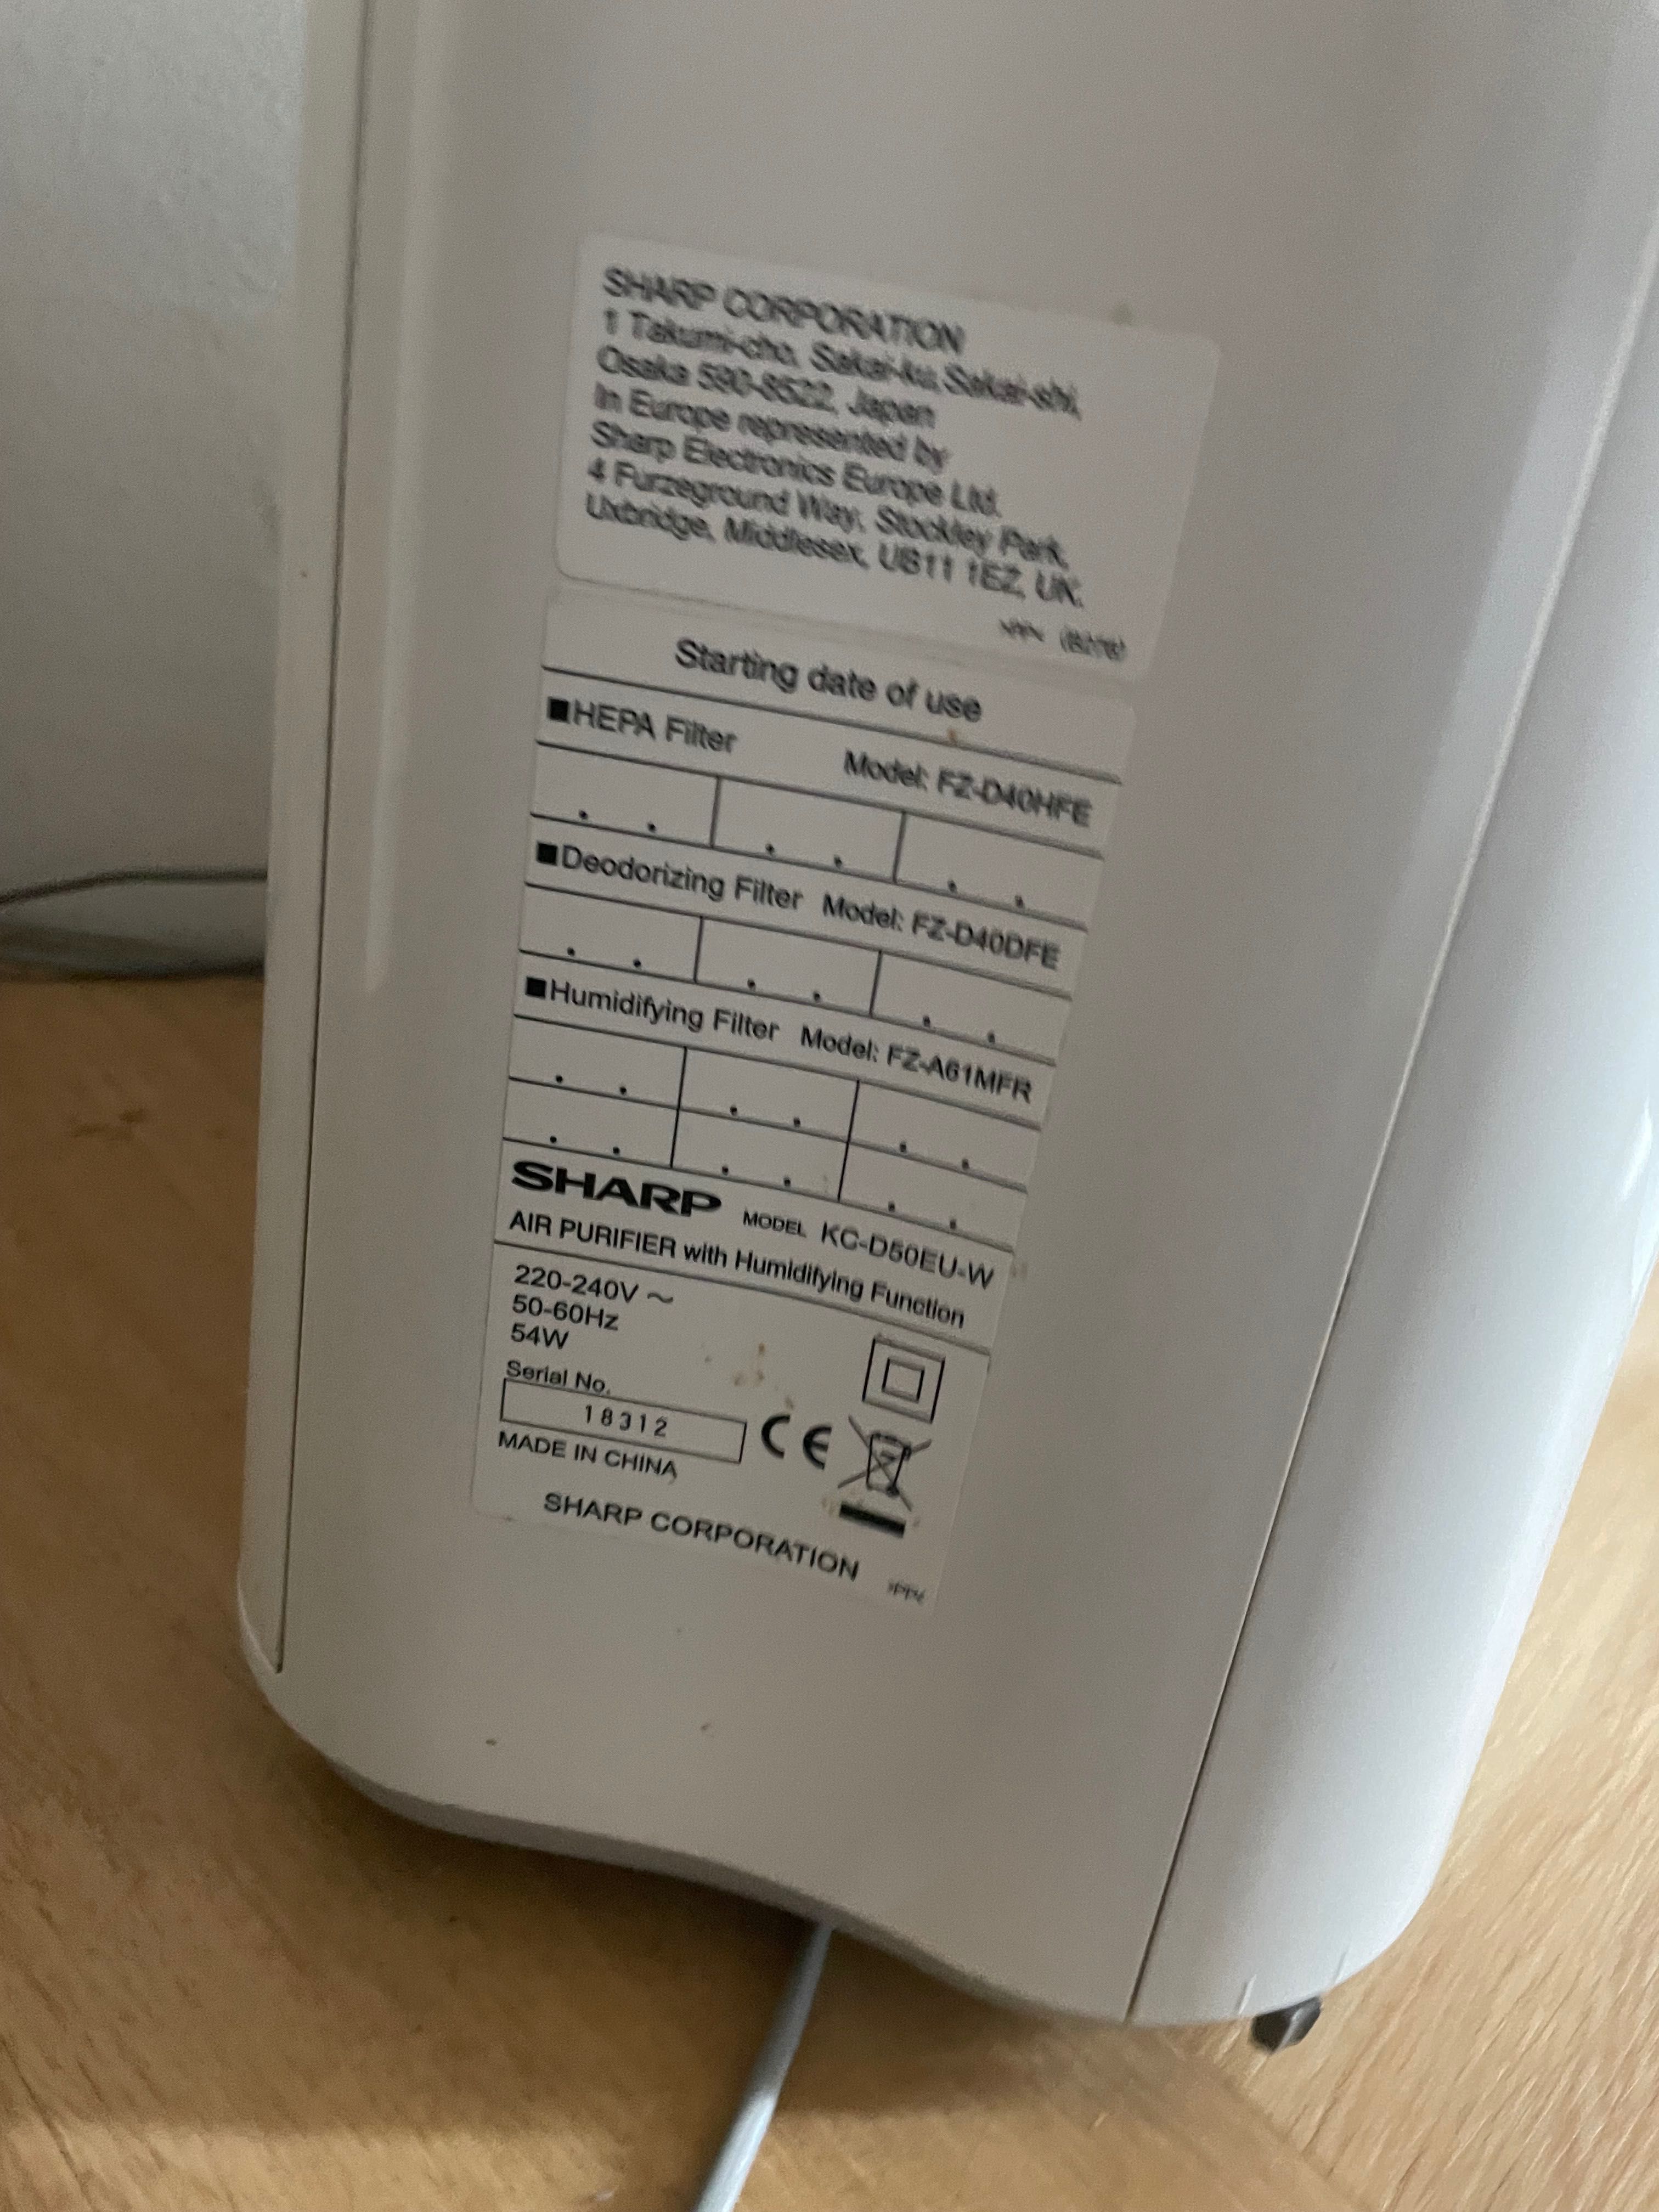 SHARP CORPORATION
1 Takumi-cho, Sakai-ku, Sakai-shi,
Osaka 590-8522, Japan
In Europe represented by
Sharp Electronics Europe Ltd.
4 Furzeground Way, Stockley Park,
Uxbridge, Middlesex, UB11 1EZ, UK.
Starting date of use
■HEPA Filter Model: FZ-D40HFE
■Deodorizing Filter Model: FZ-D40DFE
■Humidifying Filter Model: FZ-A61MFR
SHARP MODEL KC-D50EU-W
AIR PURIFIER with Humidifying Function
220-240V ~
50-60Hz
54W
Serial No.
18312
CE
MADE IN CHINA
SHARP CORPORATION
>PP<